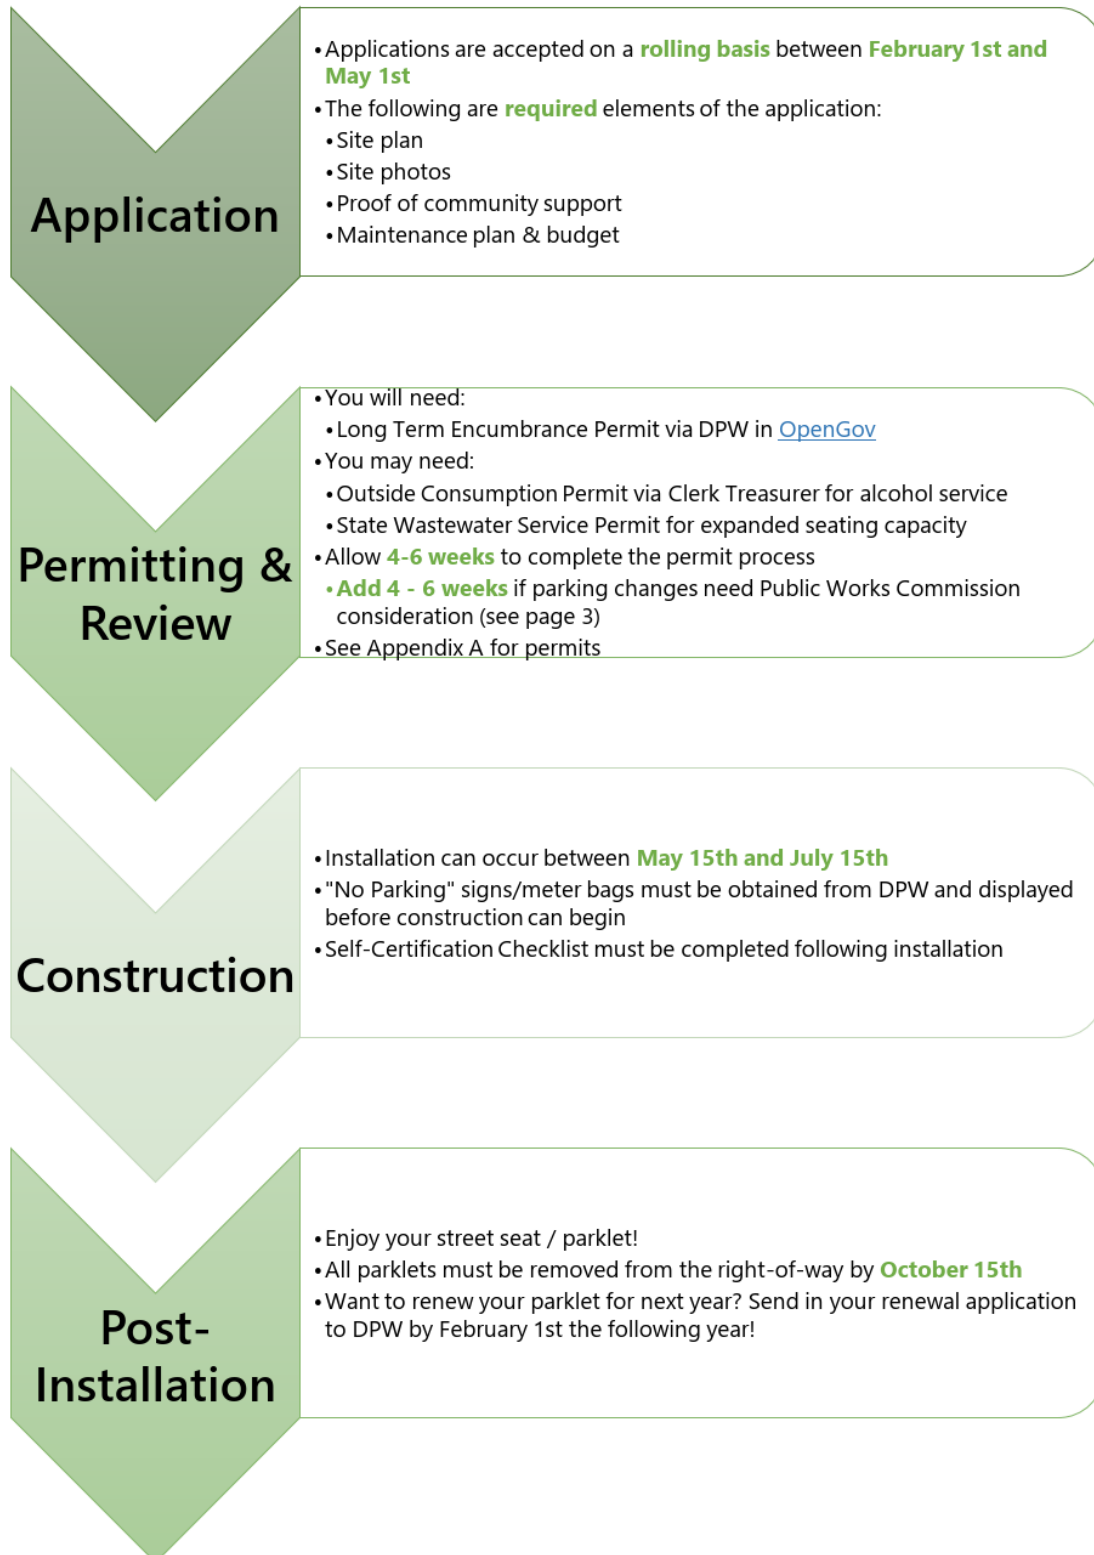 Application
•Applications are accepted on a rolling basis between February 1st and
May 1st
•The following are required elements of the application:
•Site plan
•Site photos
•Proof of community support
•Maintenance plan & budget
Permitting &
Review
•You will need:
•Long Term Encumbrance Permit via DPW in OpenGov
•You may need:
•Outside Consumption Permit via Clerk Treasurer for alcohol service
•State Wastewater Service Permit for expanded seating capacity
•Allow 4-6 weeks to complete the permit process
•Add 4 - 6 weeks if parking changes need Public Works Commission
consideration (see page 3)
•See Appendix A for permits
Construction
•Installation can occur between May 15th and July 15th
•"No Parking" signs/meter bags must be obtained from DPW and displayed
before construction can begin
•Self-Certification Checklist must be completed following installation
Post-
Installation
•Enjoy your street seat / parklet!
•All parklets must be removed from the right-of-way by October 15th
•Want to renew your parklet for next year? Send in your renewal application
to DPW by February 1st the following year!